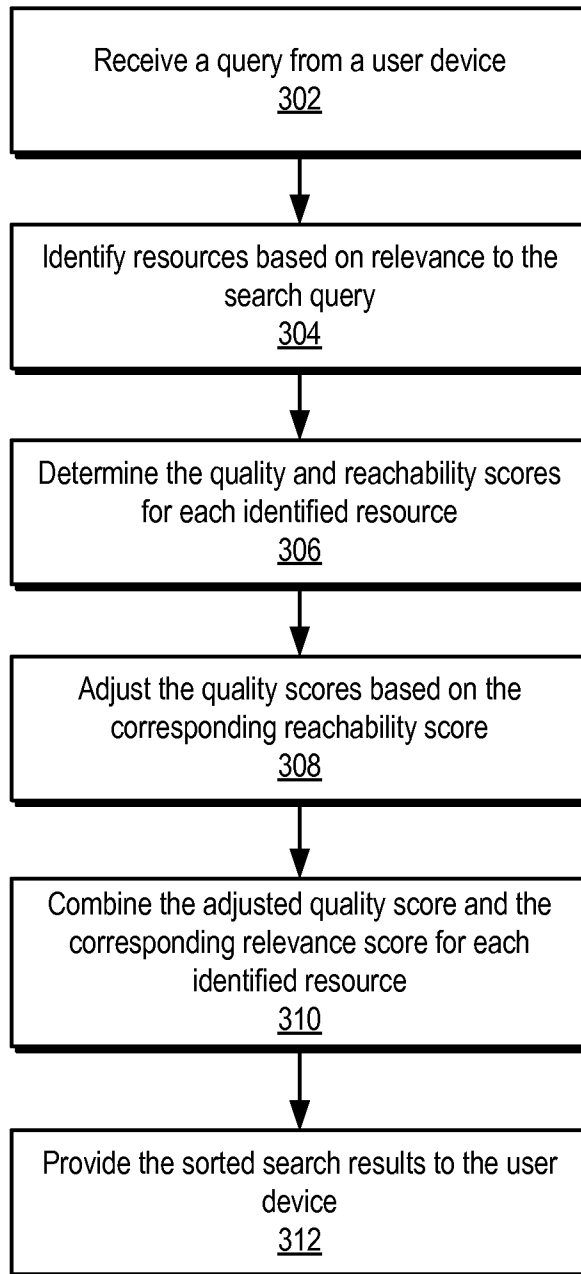 Receive a query from a user device
302
Identify resources based on relevance to the
search query
304
Determine the quality and reachability scores
for each identified resource
306
Adjust the quality scores based on the
corresponding reachability score
308
Combine the adjusted quality score and the
corresponding relevance score for each
identified resource
310
Provide the sorted search results to the user
device
312